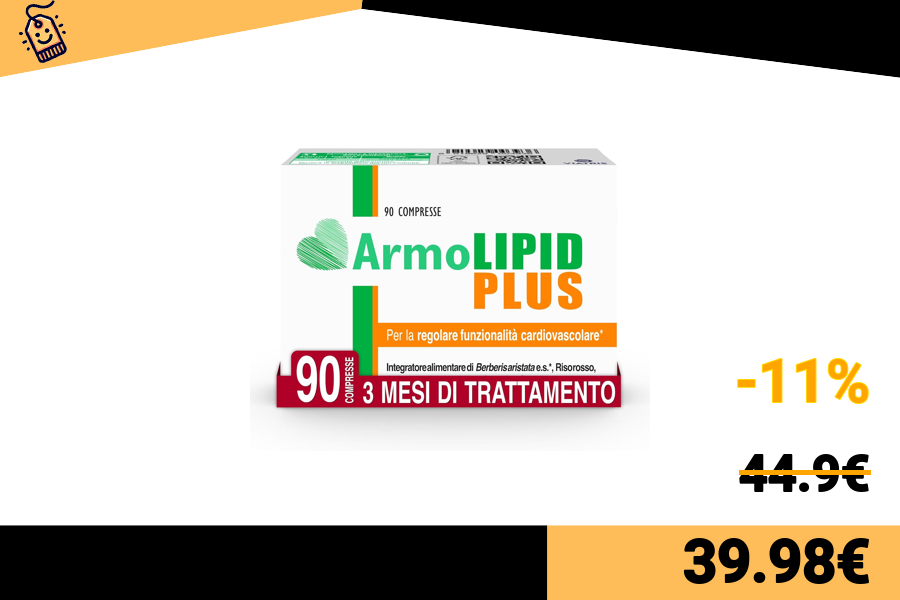 90 COMPRESSE
ArmoLIPID
PLUS
Per la regolare funzionalità cardiovascolare*
Integratore alimentare di Berberis aristata e.s.*, Risorosso,
90 COMPRESSE
3 MESI DI TRATTAMENTO
-11%
44.9€
39.98€